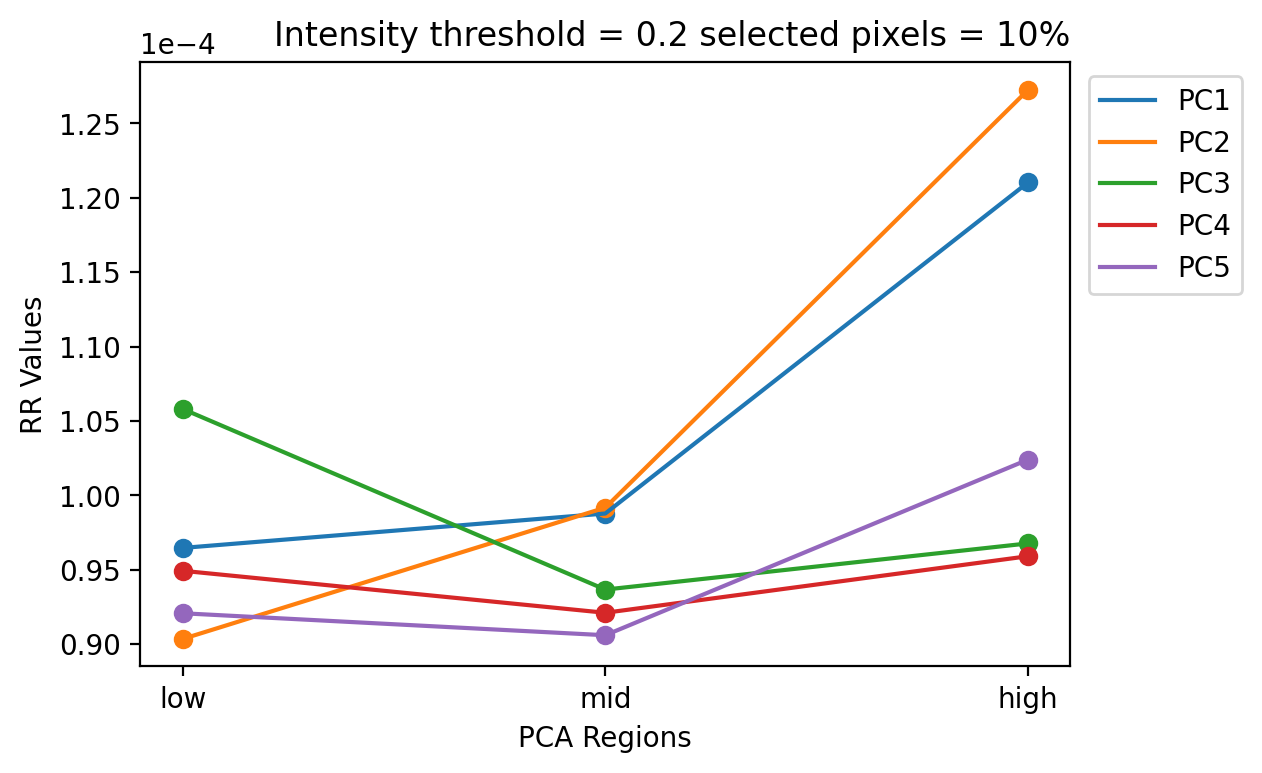 Intensity threshold = 0.2 selected pixels = 10%
1e−4
1.25
1.20
1.15
1.10
1.05
1.00
0.95
0.90
RR Values
low
mid
high
PCA Regions
PC1
PC2
PC3
PC4
PC5